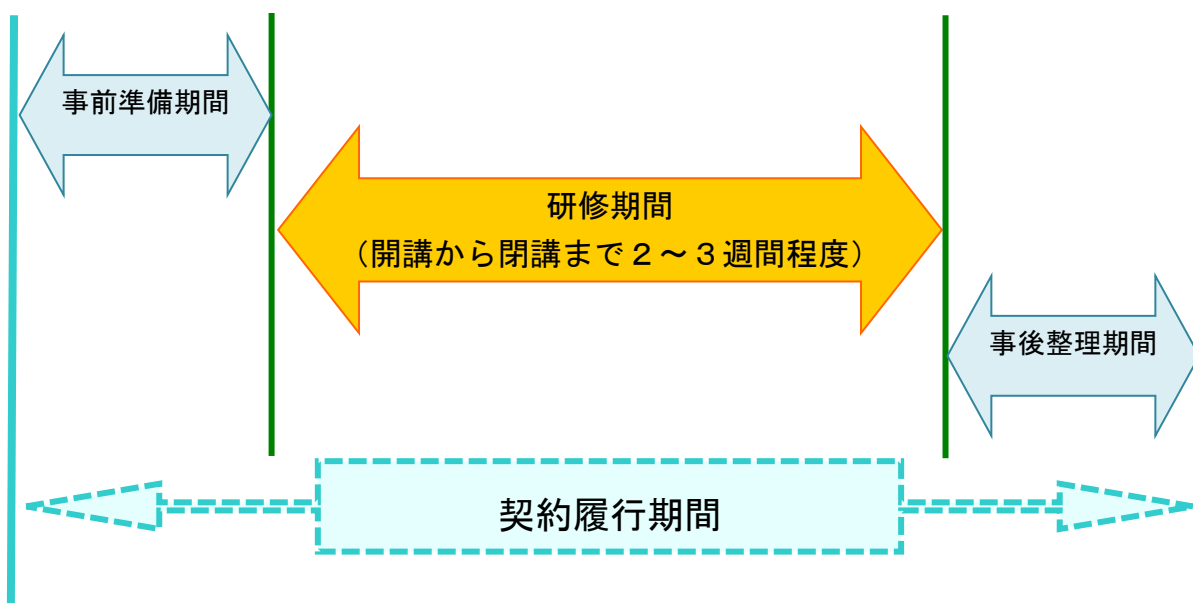 事前準備期間
研修期間
（開講から閉講まで２～３週間程度）
事後整理期間
契約履行期間